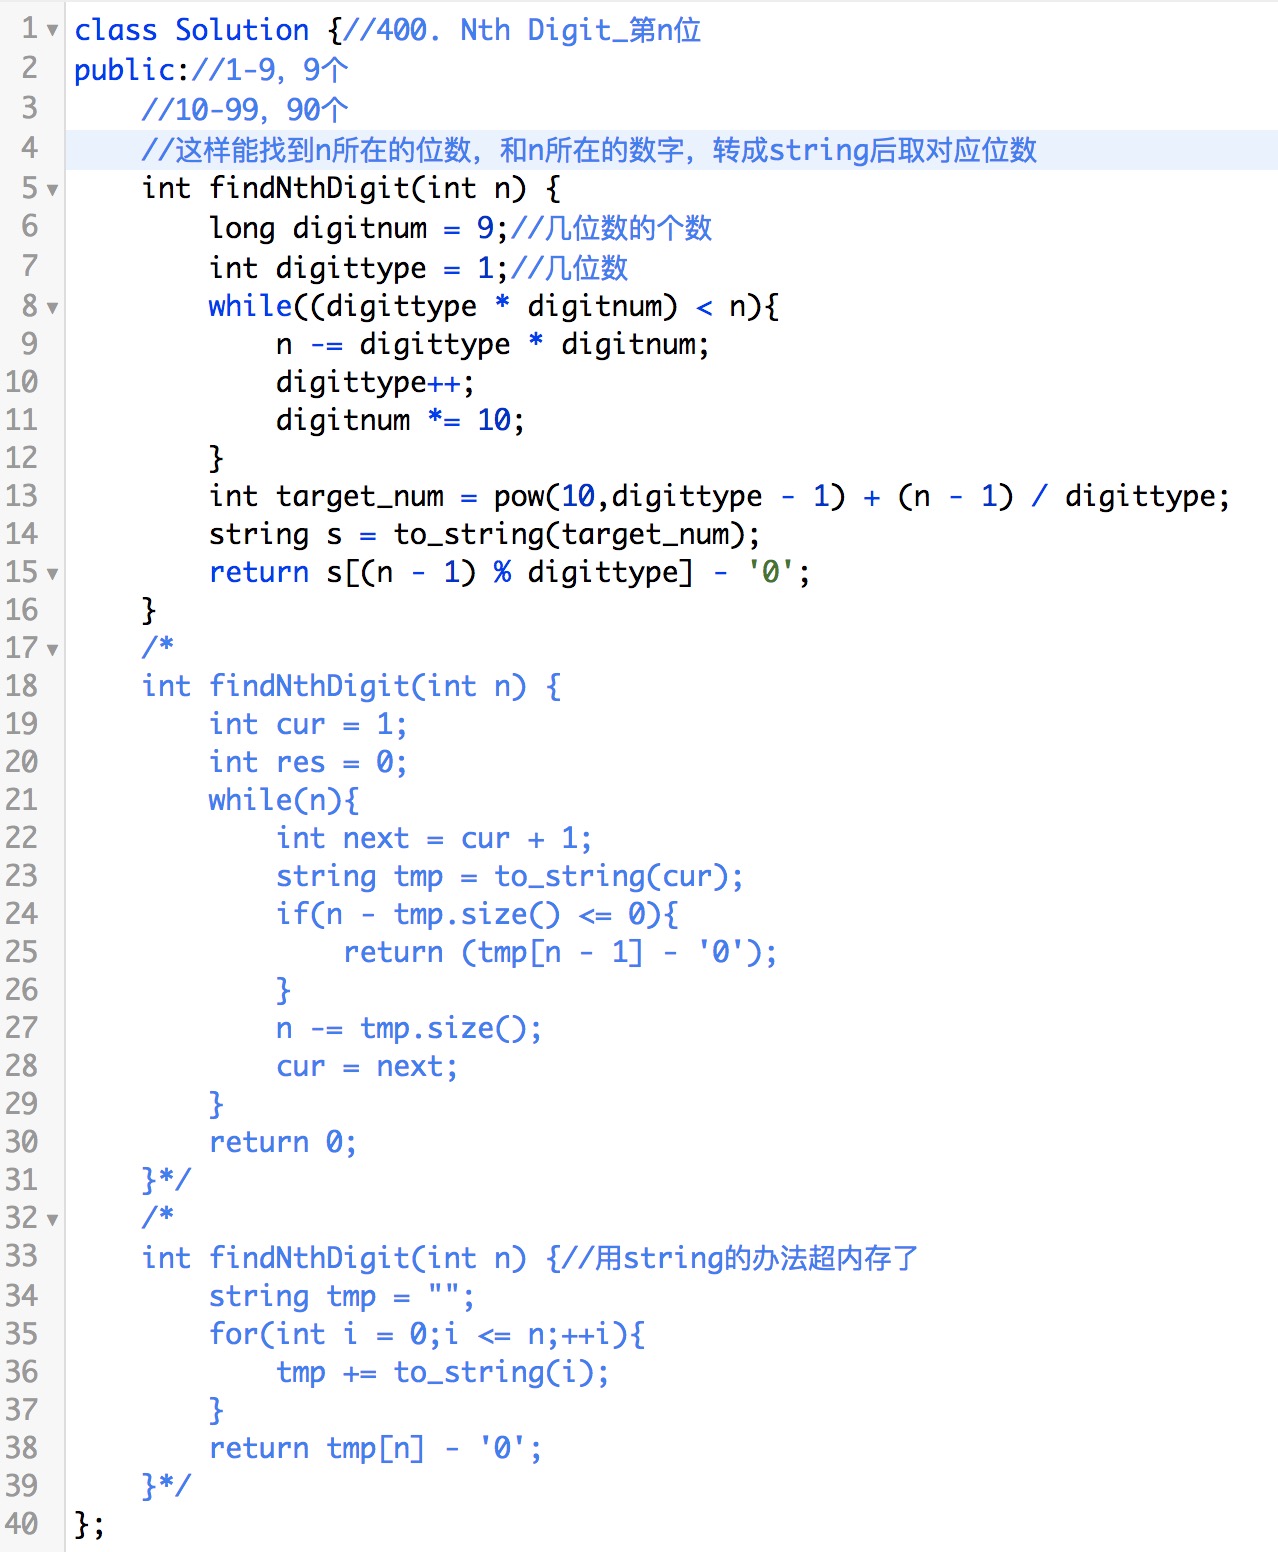 1 class Solution {//400. Nth Digit_第n位
2 public://1-9，9个
3     //10-99，90个
4     //这样能找到n所在的位数，和n所在的数字，转成string后取对应位数
5     int findNthDigit(int n) {
6         long digitnum = 9;//几位数的个数
7         int digittype = 1;//几位数
8         while((digittype * digitnum) < n){
9             n -= digittype * digitnum;
10             digittype++;
11             digitnum *= 10;
12         }
13         int target_num = pow(10,digittype - 1) + (n - 1) / digittype;
14         string s = to_string(target_num);
15         return s[(n - 1) % digittype] - '0';
16     }
17     /*
18     int findNthDigit(int n) {
19         int cur = 1;
20         int res = 0;
21         while(n){
22             int next = cur + 1;
23             string tmp = to_string(cur);
24             if(n - tmp.size() <= 0){
25                 return (tmp[n - 1] - '0');
26             }
27             n -= tmp.size();
28             cur = next;
29         }
30         return 0;
31     }*/
32     /*
33     int findNthDigit(int n) {//用string的办法超内存了
34         string tmp = "";
35         for(int i = 0;i <= n;++i){
36             tmp += to_string(i);
37         }
38         return tmp[n] - '0';
39     }*/
40 };